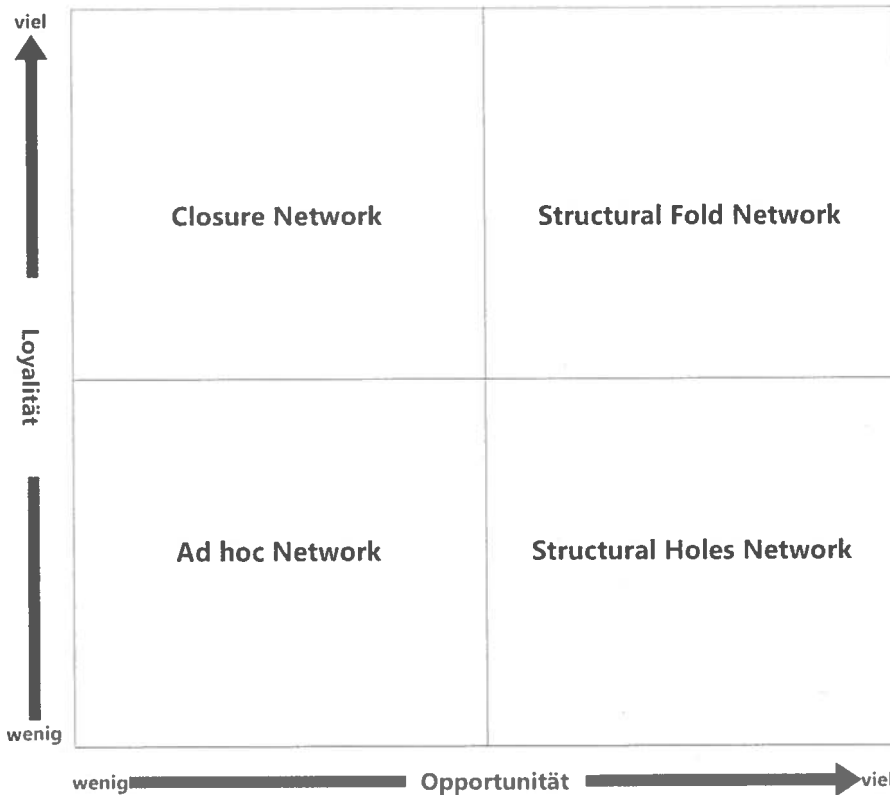 viel
Closure Network
Structural Fold Network
Loyalität
Ad hoc Network
Structural Holes Network
wenig
wenig
Opportunität
viel